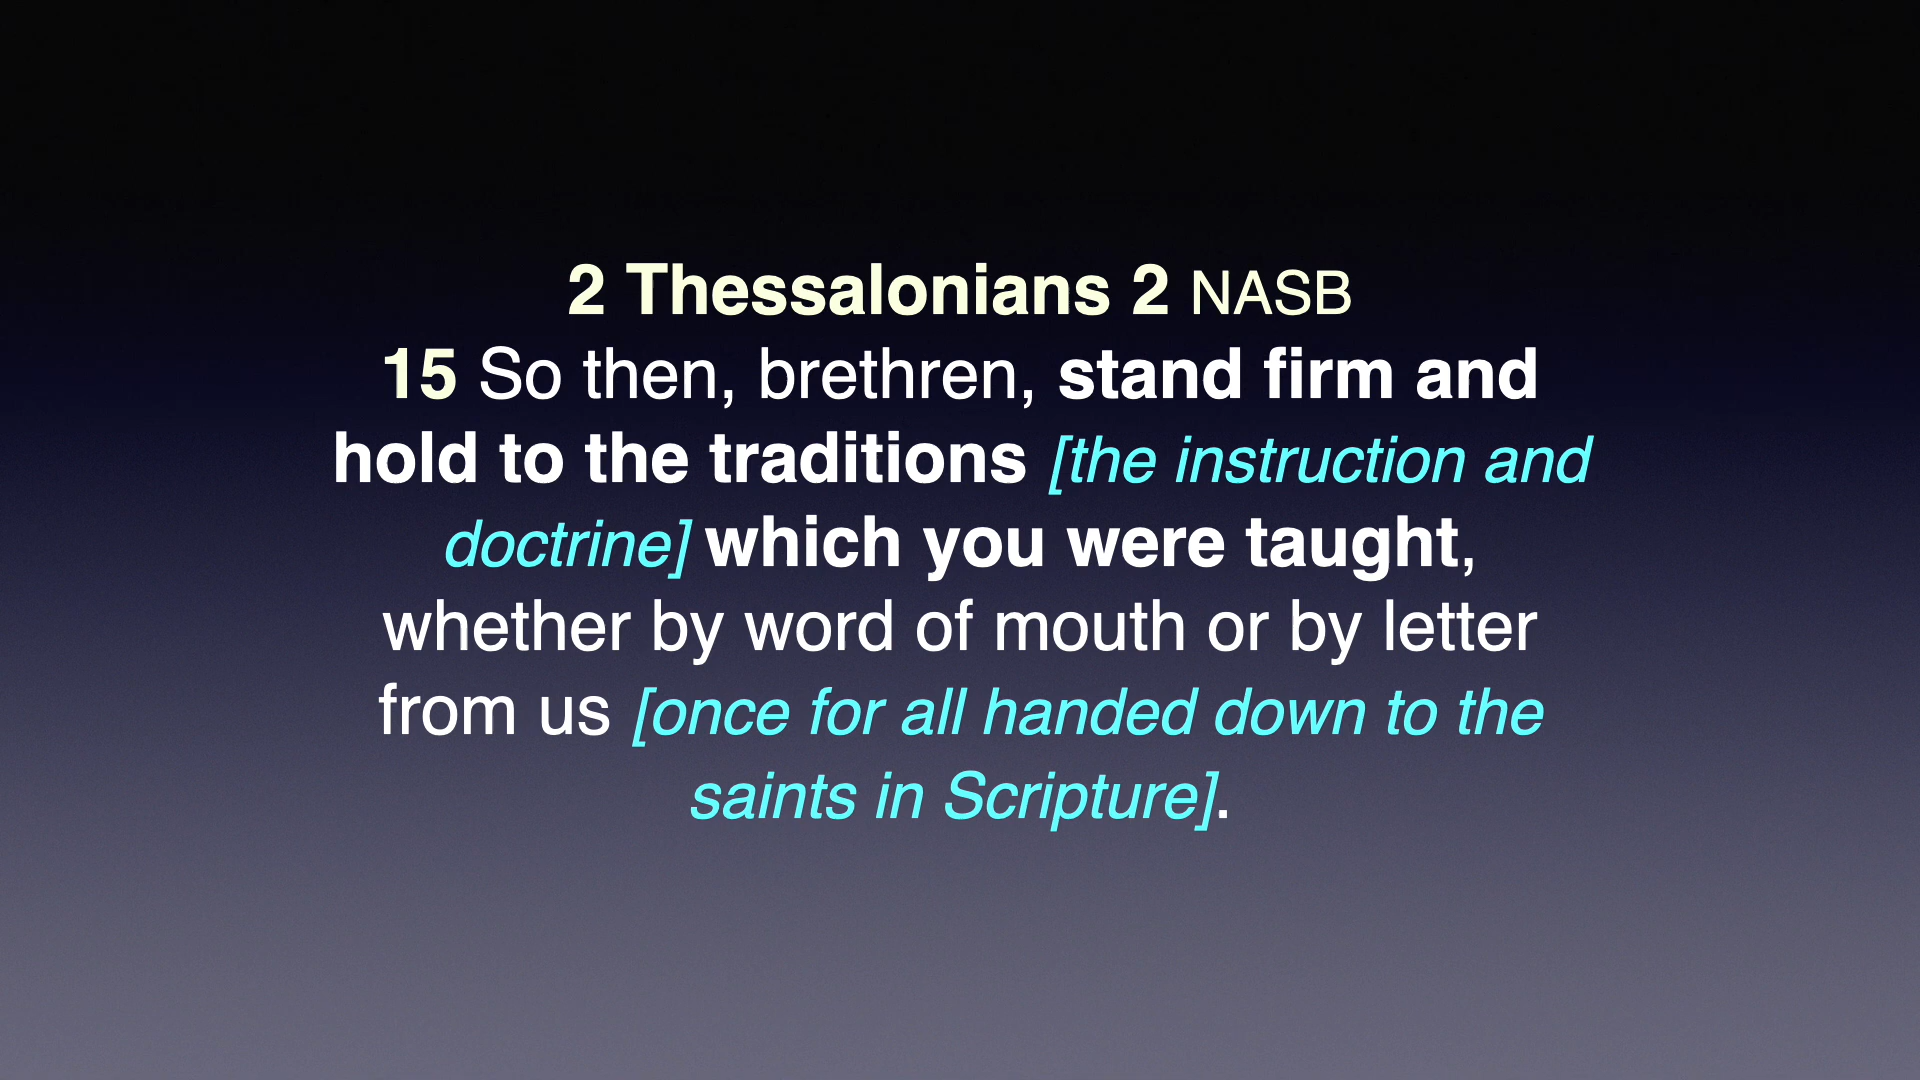 2 Thessalonians 2 NASB
15 So then, brethren, stand firm and
hold to the traditions [the instruction and
doctrine] which you were taught,
whether by word of mouth or by letter
from us [once for all handed down to the
saints in Scripture].